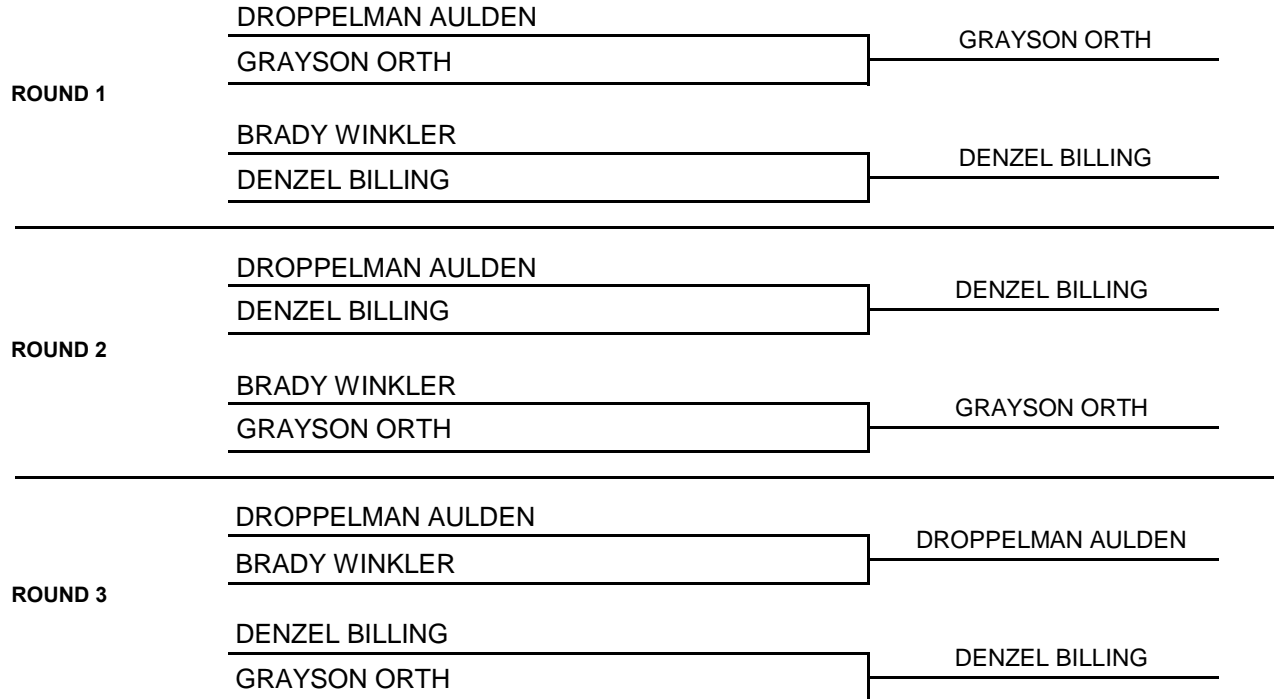 DROPPELMAN AULDEN
GRAYSON ORTH
GRAYSON ORTH
ROUND 1
BRADY WINKLER
DENZEL BILLING
DENZEL BILLING
DROPPELMAN AULDEN
DENZEL BILLING
DENZEL BILLING
ROUND 2
BRADY WINKLER
GRAYSON ORTH
GRAYSON ORTH
DROPPELMAN AULDEN
DROPPELMAN AULDEN
BRADY WINKLER
ROUND 3
DENZEL BILLING
DENZEL BILLING
GRAYSON ORTH